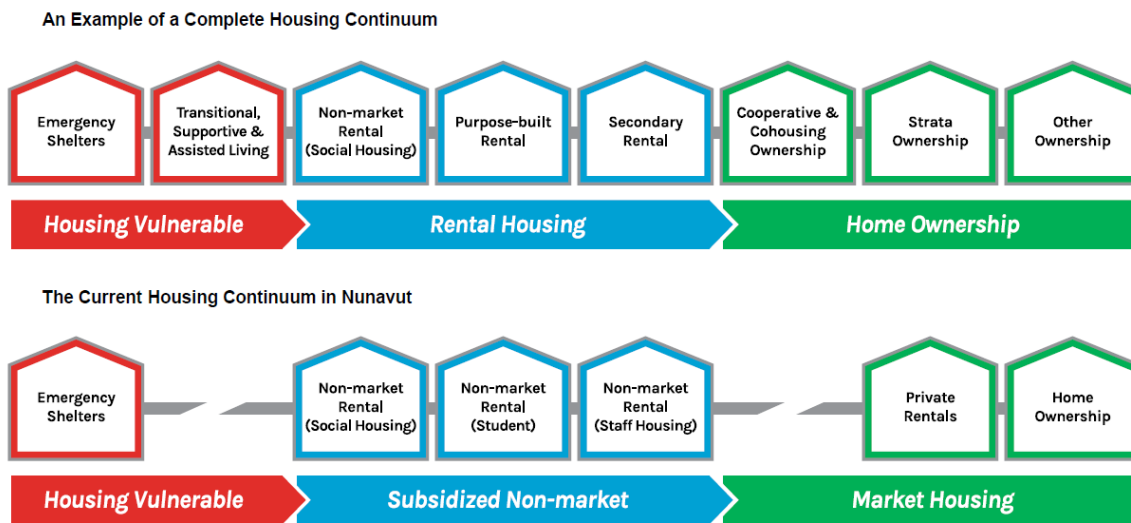 An Example of a Complete Housing Continuum
Emergency
Shelters
Transitional,
Supportive &
Assisted Living
Non-market
Rental
(Social Housing)
Purpose-built
Rental
Secondary
Rental
Cooperative &
Cohousing
Ownership
Strata
Ownership
Other
Ownership
Housing Vulnerable
Rental Housing
Home Ownership
The Current Housing Continuum in Nunavut
Emergency
Shelters
Non-market
Rental
(Social Housing)
Non-market
Rental
(Student)
Non-market
Rental
(Staff Housing)
Private
Rentals
Home
Ownership
Housing Vulnerable
Subsidized Non-market
Market Housing